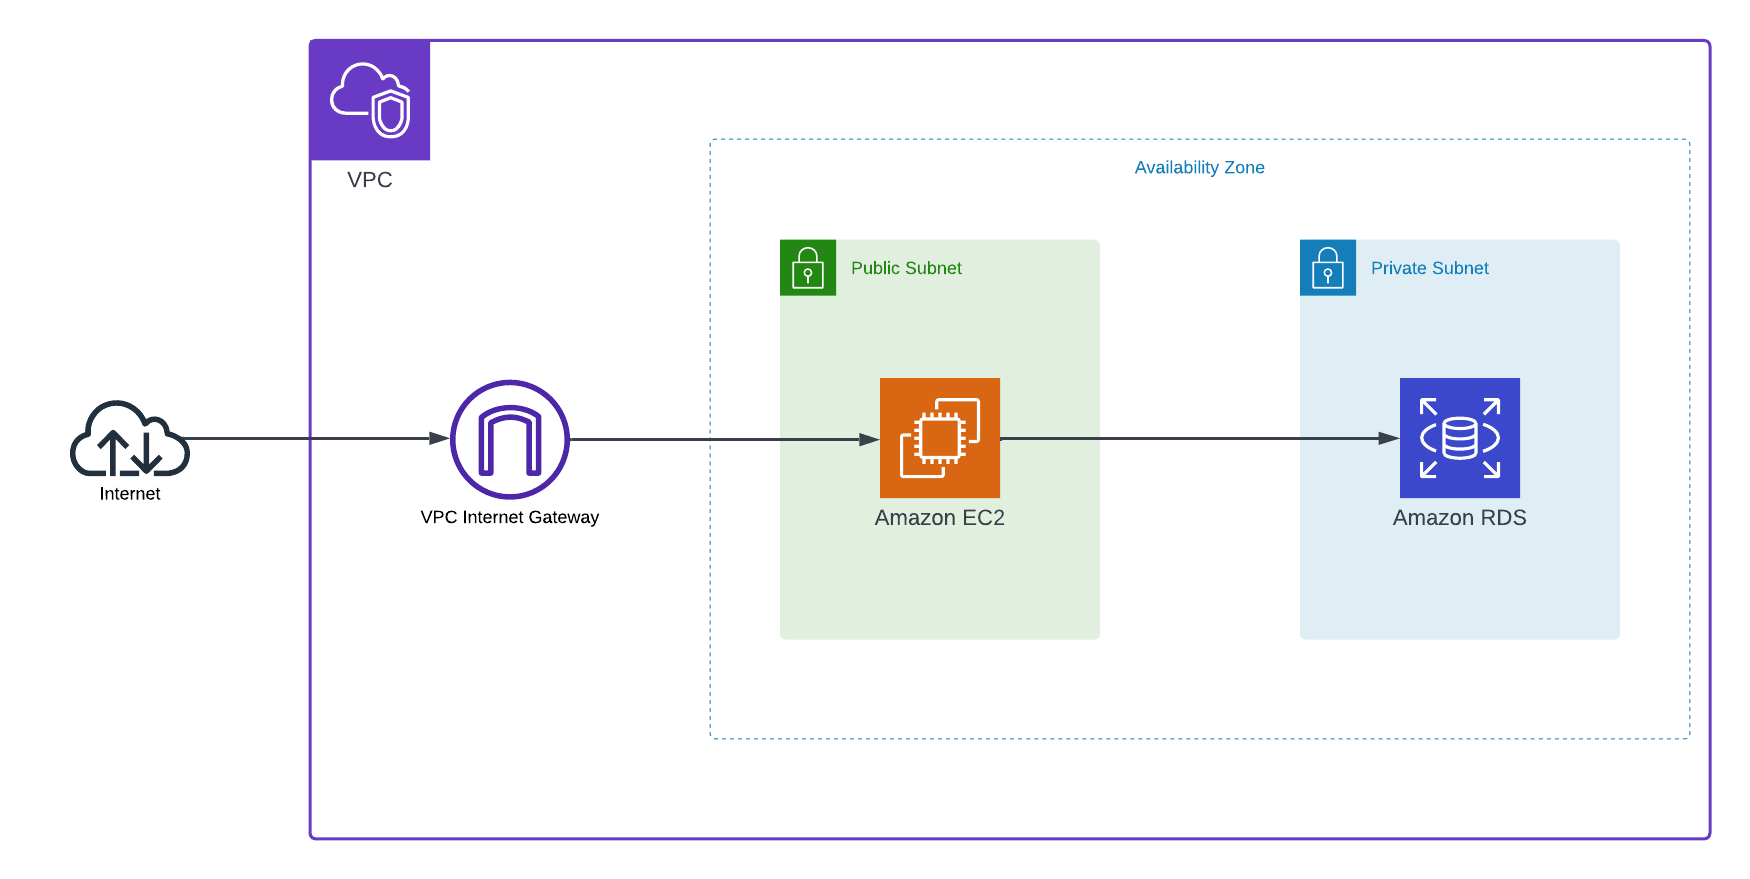 VPC
Availability Zone
Public Subnet
Private Subnet
Internet
VPC Internet Gateway
Amazon EC2
Amazon RDS